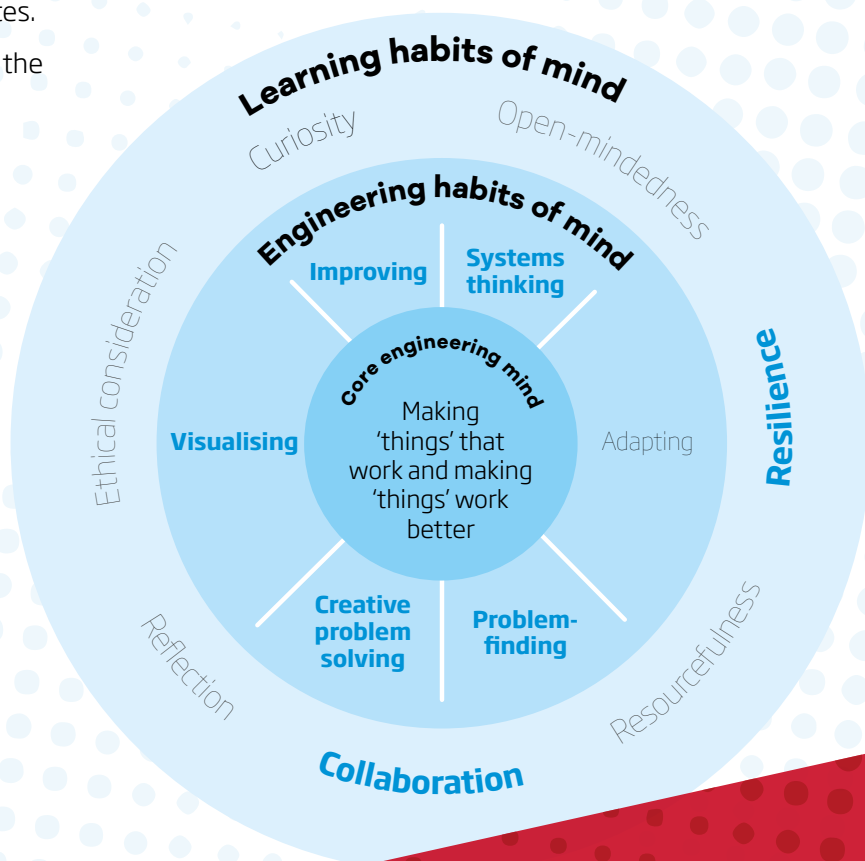 tes.
the
Learning habits of mind
Curiosity
Open-mindedness
Ethical consideration
Resilience
Reflection
Resourcefulness
Collaboration
Engineering habits of mind
Improving
Systems
thinking
Visualising
Adapting
Creative
problem
solving
Problem-
finding
Core engineering mind
Making
‘things’ that
work and making
‘things’ work
better